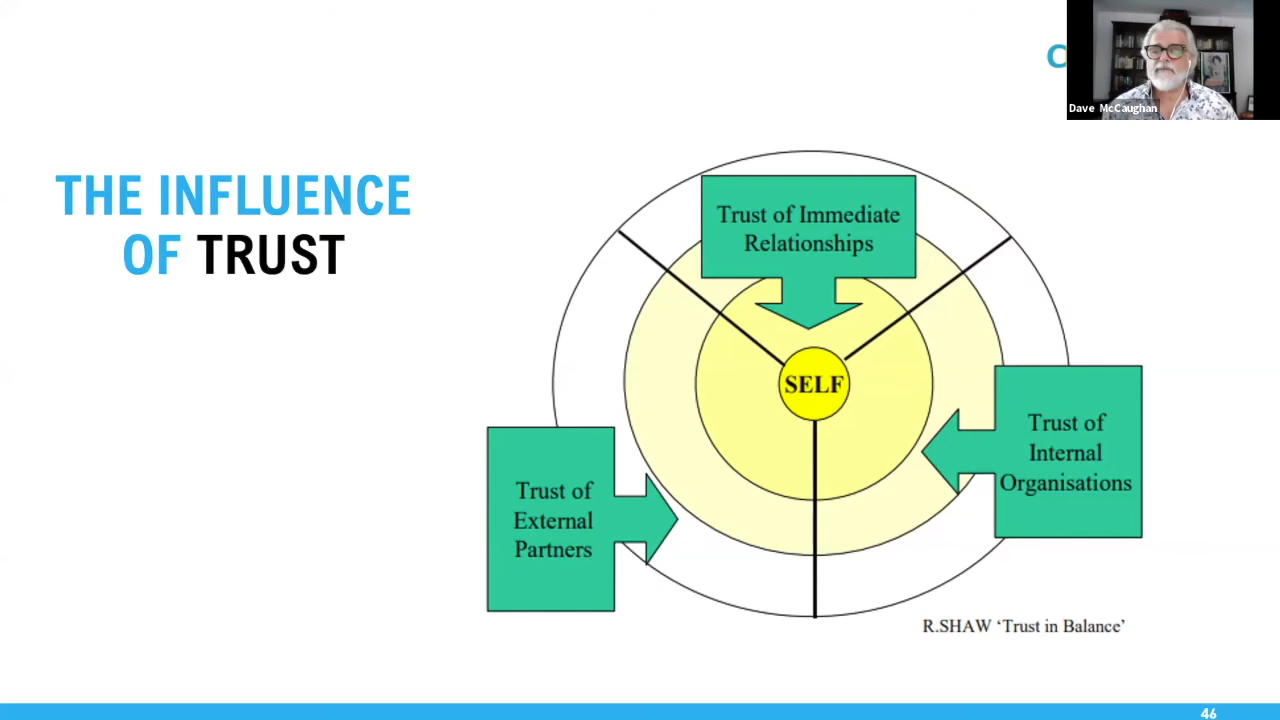 C
Dave McCaughan
THE INFLUENCE
OF TRUST
Trust of Immediate
Relationships
SELF
Trust of
Internal
Organisations
Trust of
External
Partners
R.SHAW ‘Trust in Balance’
46